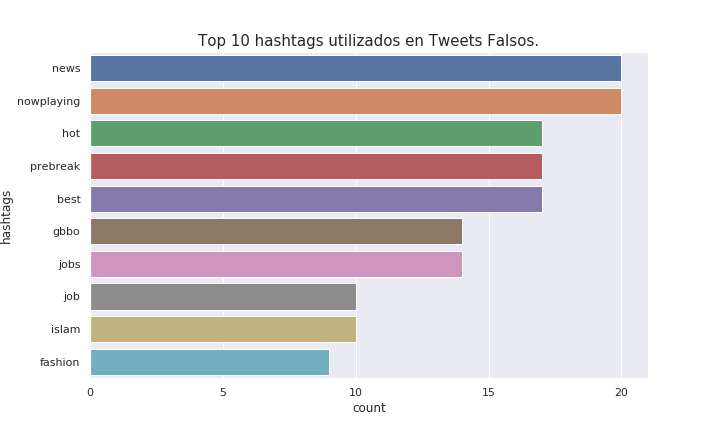 Top 10 hashtags utilizados en Tweets Falsos.
hashtags
news
nowplaying
hot
prebreak
best
gbbo
jobs
job
islam
fashion
0 5 10 15 20
count